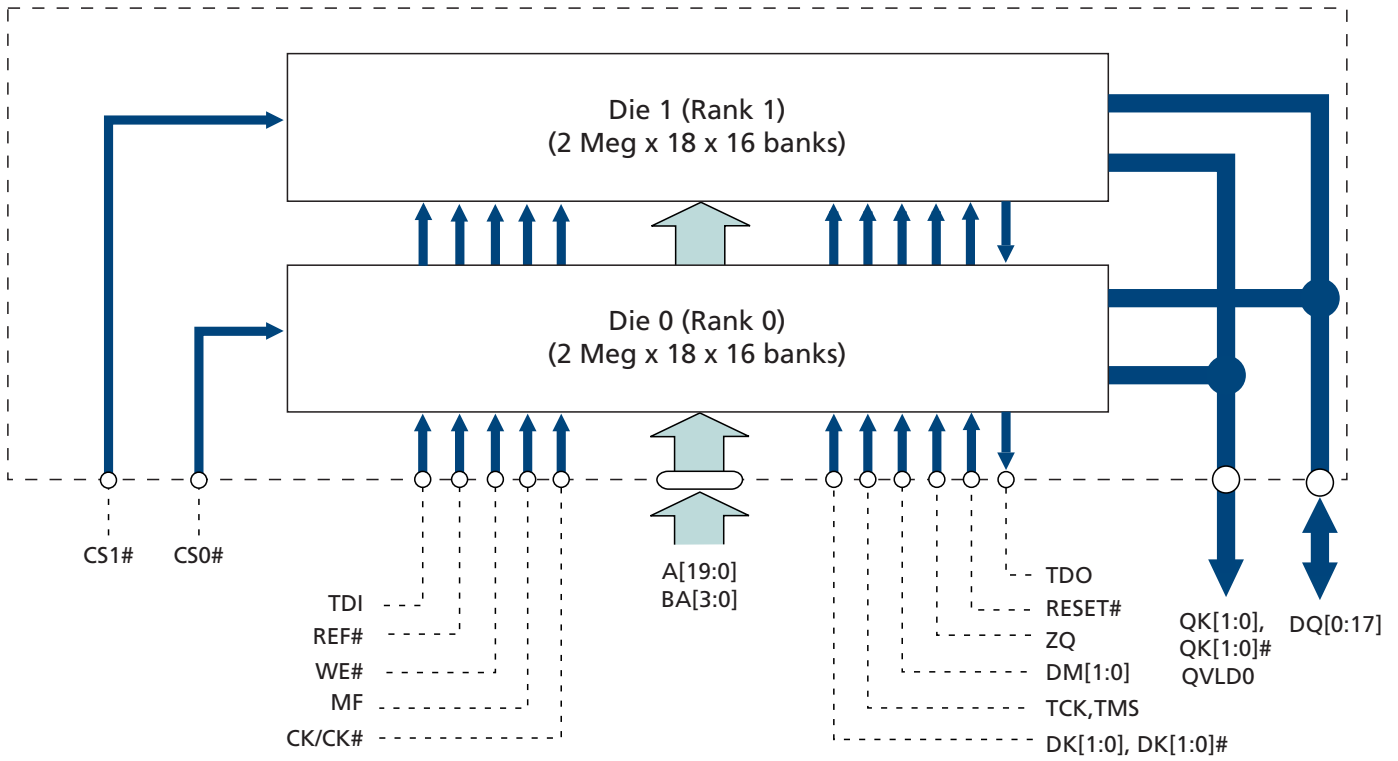 Die 1 (Rank 1)
(2 Meg x 18 x 16 banks)
Die 0 (Rank 0)
(2 Meg x 18 x 16 banks)
CS1#
CS0#
TDI
REF#
WE#
MF
CK/CK#
A[19:0]
BA[3:0]
TDO
RESET#
ZQ
DM[1:0]
TCK,TMS
DK[1:0], DK[1:0]#
QK[1:0],
QK[1:0]#
QVLD0
DQ[0:17]